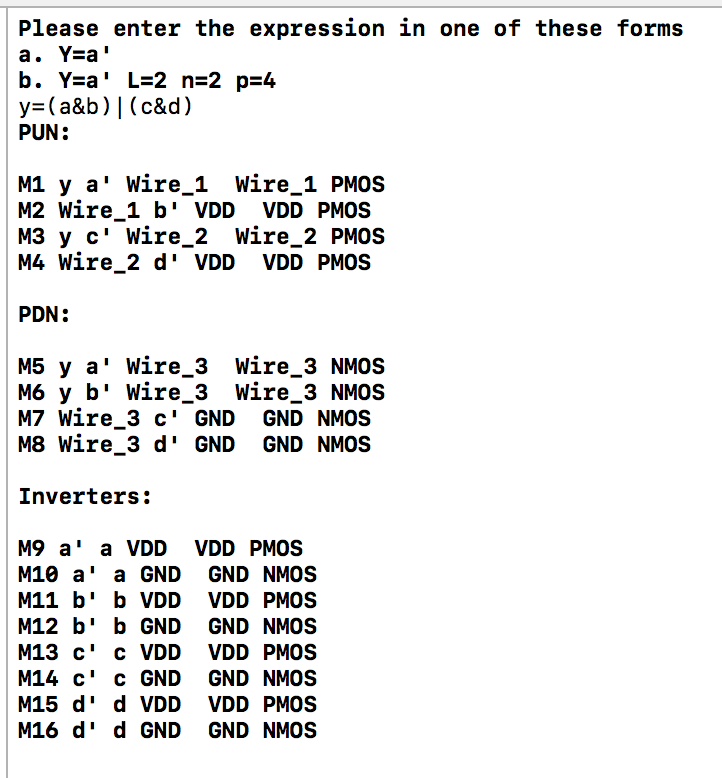 Please enter the expression in one of these forms
a. Y=a'
b. Y=a' L=2 n=2 p=4
y=(a&b)|(c&d)
PUN:
M1 y a' Wire_1  Wire_1 PMOS
M2 Wire_1 b' VDD  VDD PMOS
M3 y c' Wire_2  Wire_2 PMOS
M4 Wire_2 d' VDD  VDD PMOS
PDN:
M5 y a' Wire_3  Wire_3 NMOS
M6 y b' Wire_3  Wire_3 NMOS
M7 Wire_3 c' GND  GND NMOS
M8 Wire_3 d' GND  GND NMOS
Inverters:
M9 a' a VDD  VDD PMOS
M10 a' a GND  GND NMOS
M11 b' b VDD  VDD PMOS
M12 b' b GND  GND NMOS
M13 c' c VDD  VDD PMOS
M14 c' c GND  GND NMOS
M15 d' d VDD  VDD PMOS
M16 d' d GND  GND NMOS